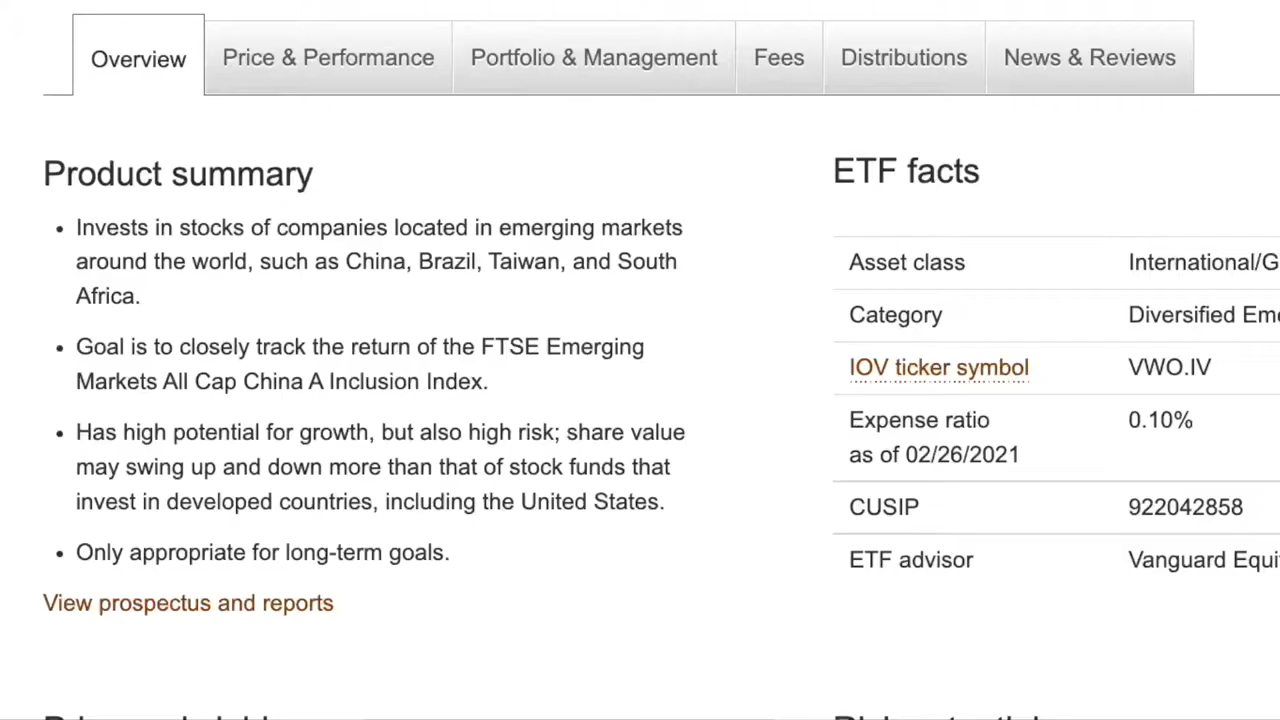 Overview
Price & Performance
Portfolio & Management
Fees
Distributions
News & Reviews
Product summary
• Invests in stocks of companies located in emerging markets
around the world, such as China, Brazil, Taiwan, and South
Africa.
• Goal is to closely track the return of the FTSE Emerging
Markets All Cap China A Inclusion Index.
• Has high potential for growth, but also high risk; share value
may swing up and down more than that of stock funds that
invest in developed countries, including the United States.
• Only appropriate for long-term goals.
View prospectus and reports
ETF facts
Asset class International/G
Category Diversified Eme
IOV ticker symbol VWO.IV
Expense ratio 0.10%
as of 02/26/2021
CUSIP 922042858
ETF advisor Vanguard Equi